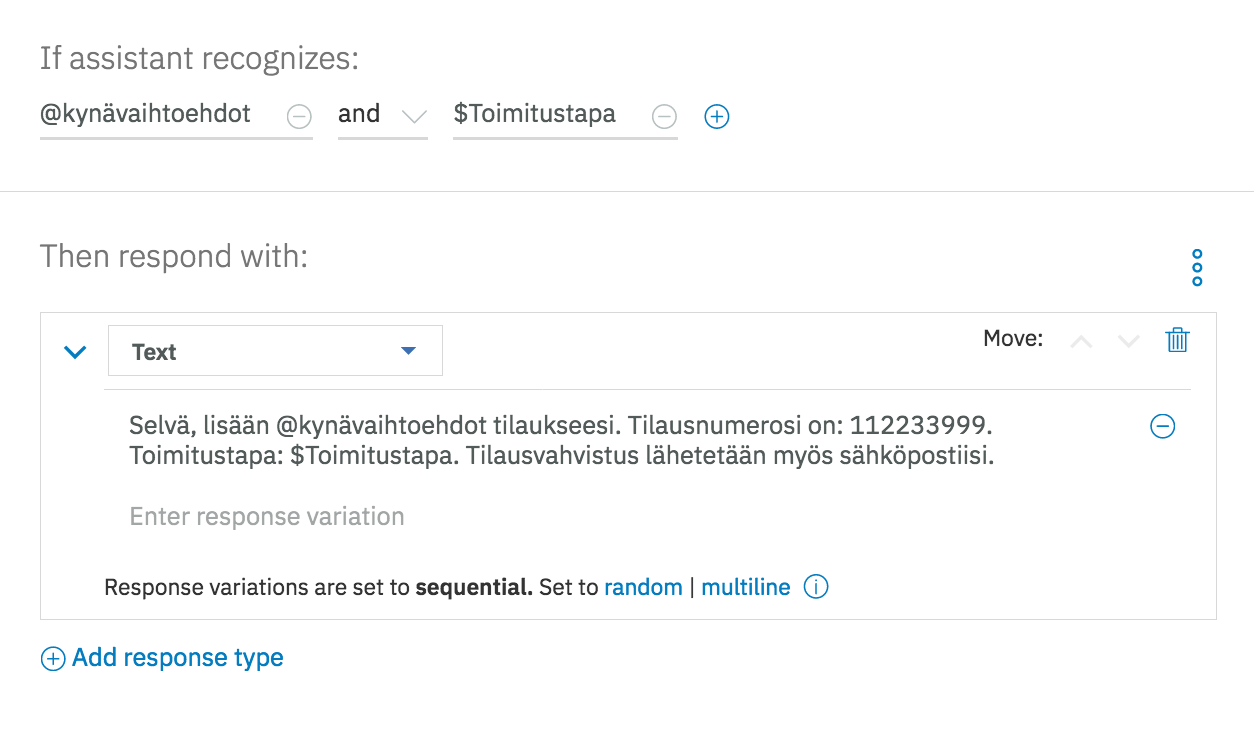 If assistant recognizes:
@kynävaihtoehdot and $Toimitustapa
Then respond with:
Text
Move:
Selvä, lisään @kynävaihtoehdot tilaukseesi. Tilausnumerosi on: 112233999.
Toimitustapa: $Toimitustapa. Tilausvahvistus lähetetään myös sähköpostiisi.
Enter response variation
Response variations are set to sequential. Set to random | multiline
Add response type